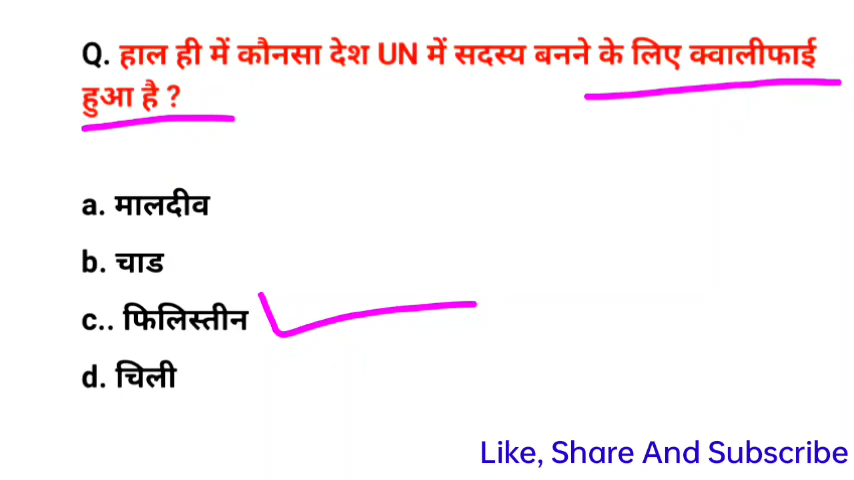 Q. हाल ही में कौनसा देश UN में सदस्य बनने के लिए क्वालीफाई
हुआ है ?
a. मालदीव
b. चाड
c.. फिलिस्तीन
d. चिली
Like, Share And Subscribe